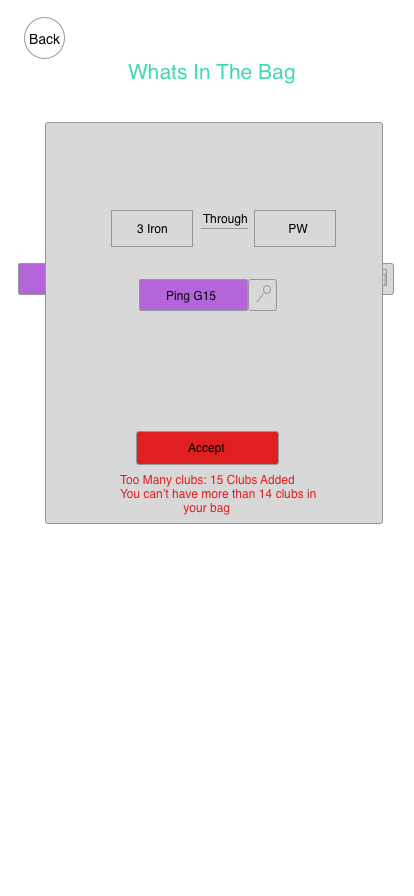 Back
Whats In The Bag
3 Iron
Through
PW
Ping G15
Accept
Too Many clubs: 15 Clubs Added
You can't have more than 14 clubs in
your bag